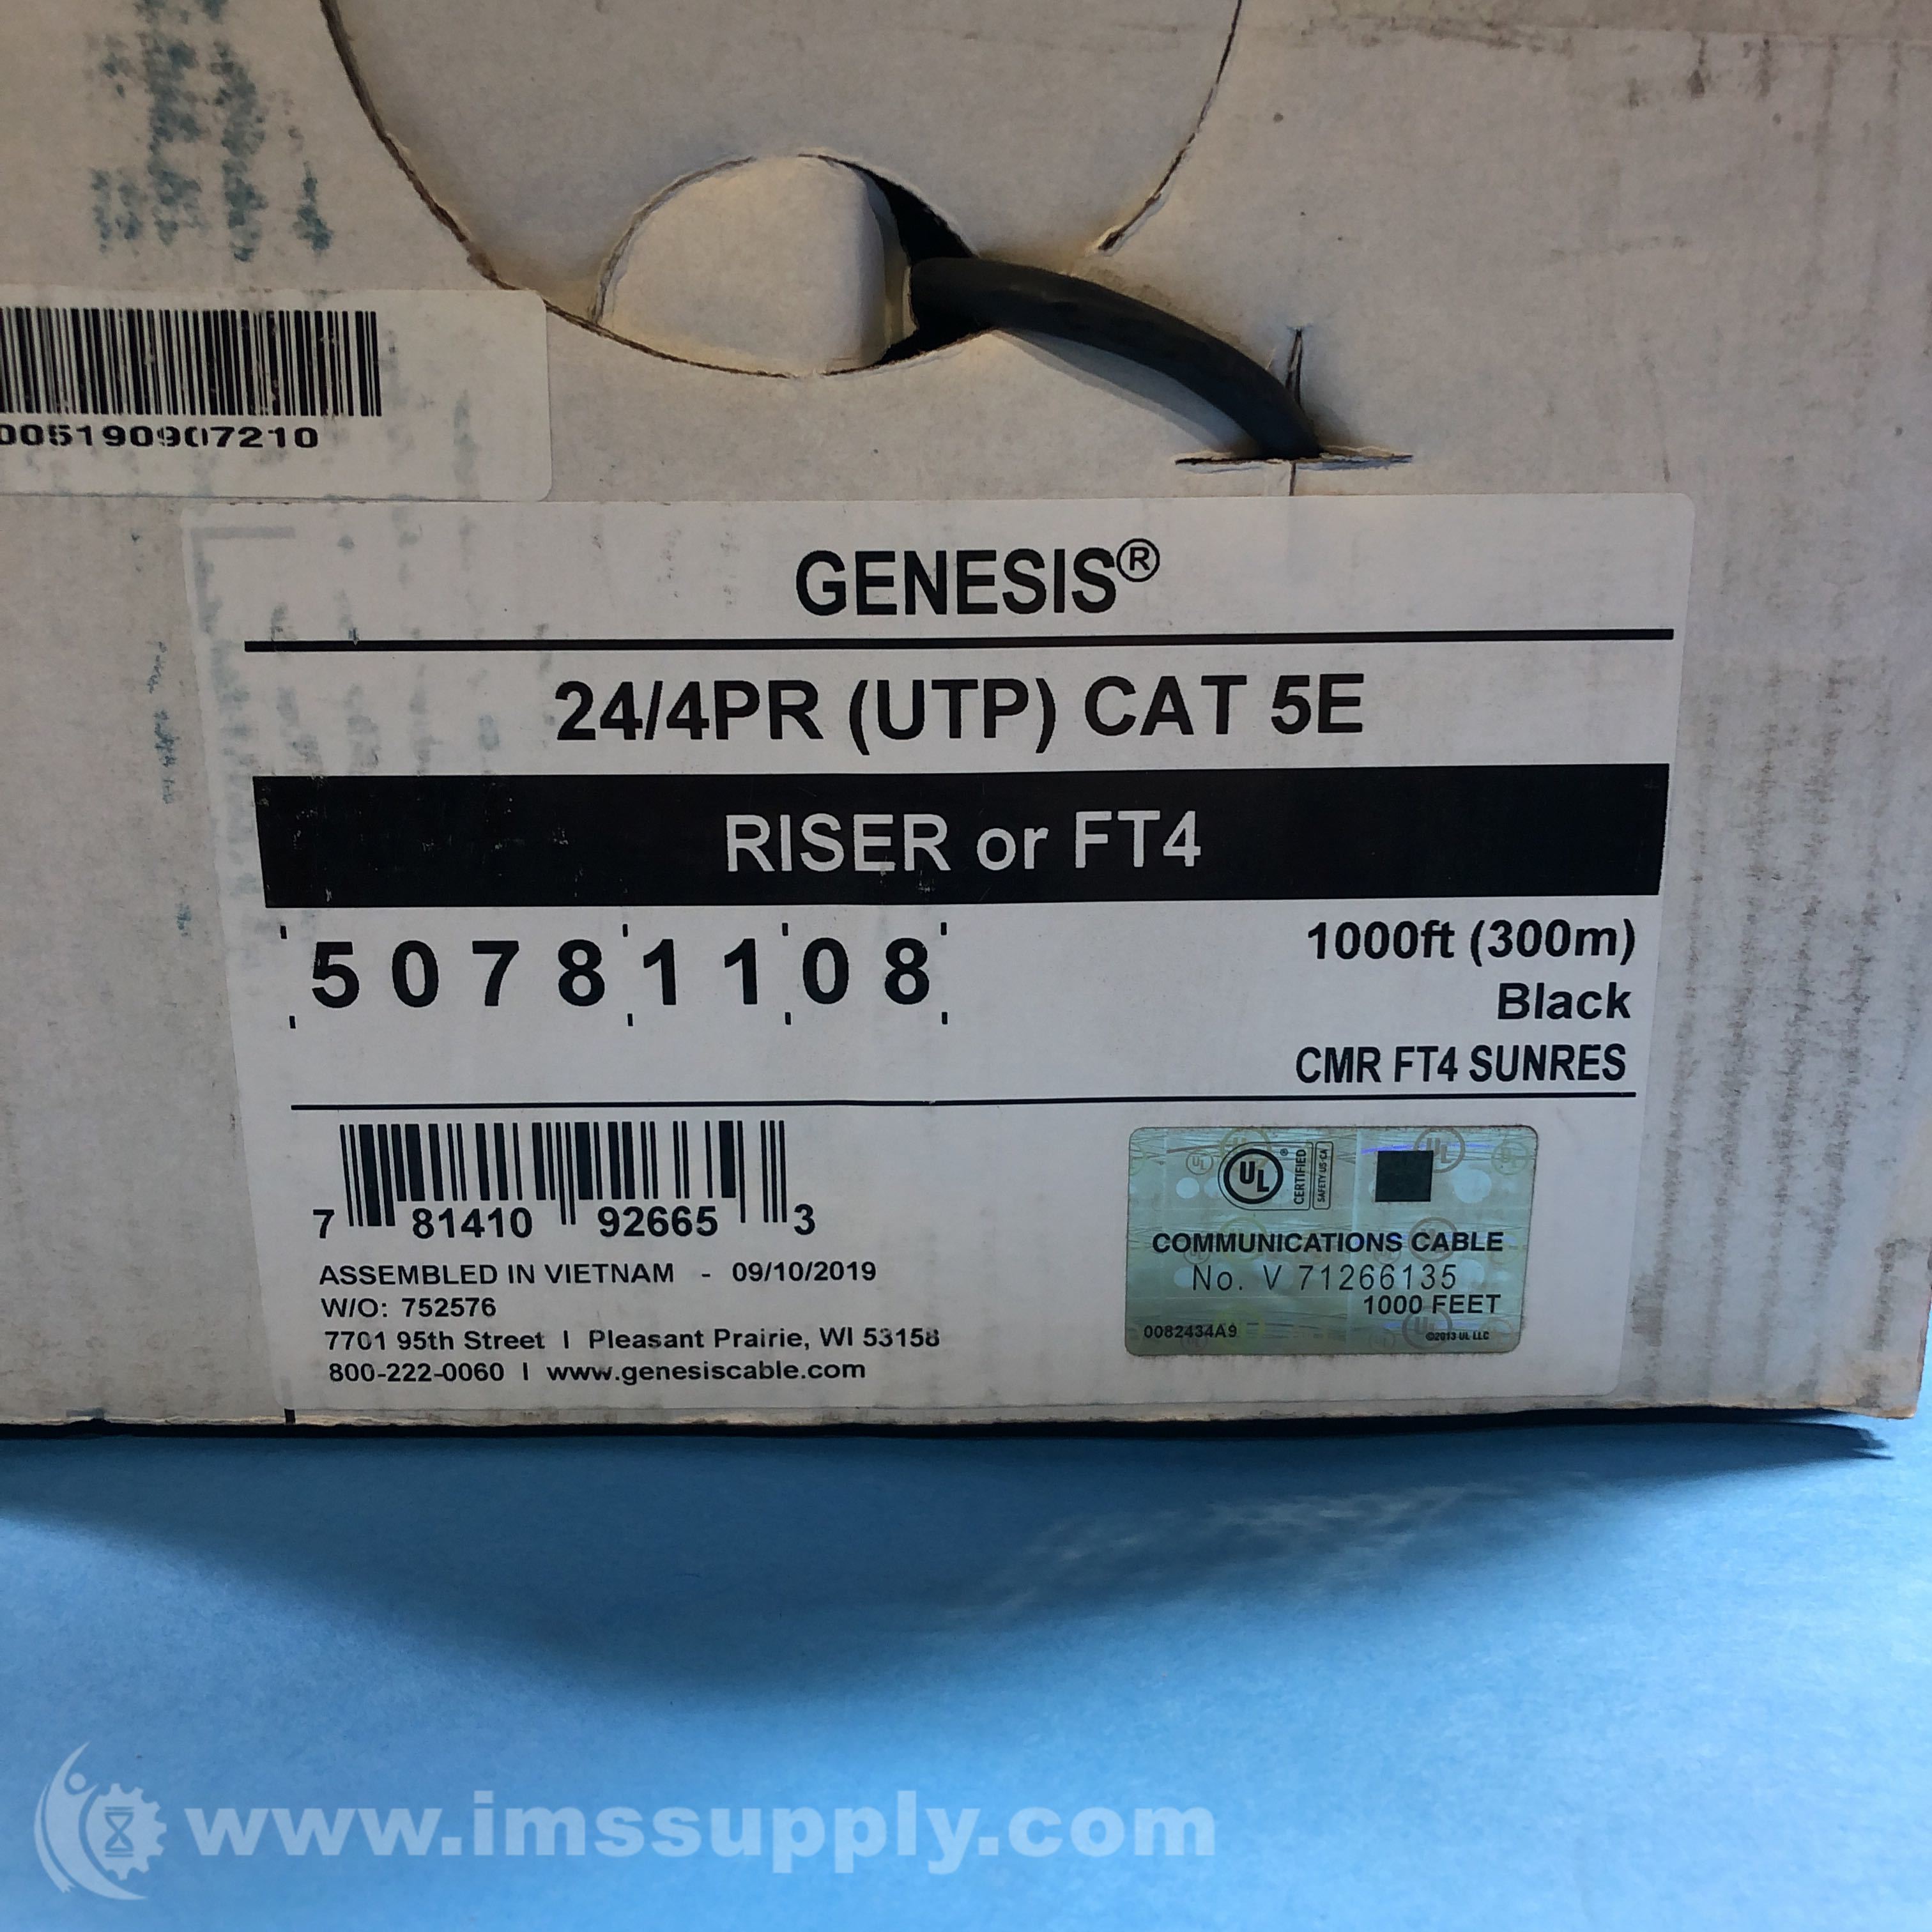 005190907210
GENESIS®
24/4PR (UTP) CAT 5E
RISER or FT4
50781108
1000ft (300m)
Black
CMR FT4 SUNRES
7 81410 92665 3
ASSEMBLED IN VIETNAM - 09/10/2019
W/O: 752576
7701 95th Street | Pleasant Prairie, WI 53158
800-222-0060 | www.genesiscable.com
UL ® CERTIFIED SAFETY US-CA
COMMUNICATIONS CABLE
No. V 71266135
1000 FEET
0082434A9
©2013 UL LLC
www.imssupply.com